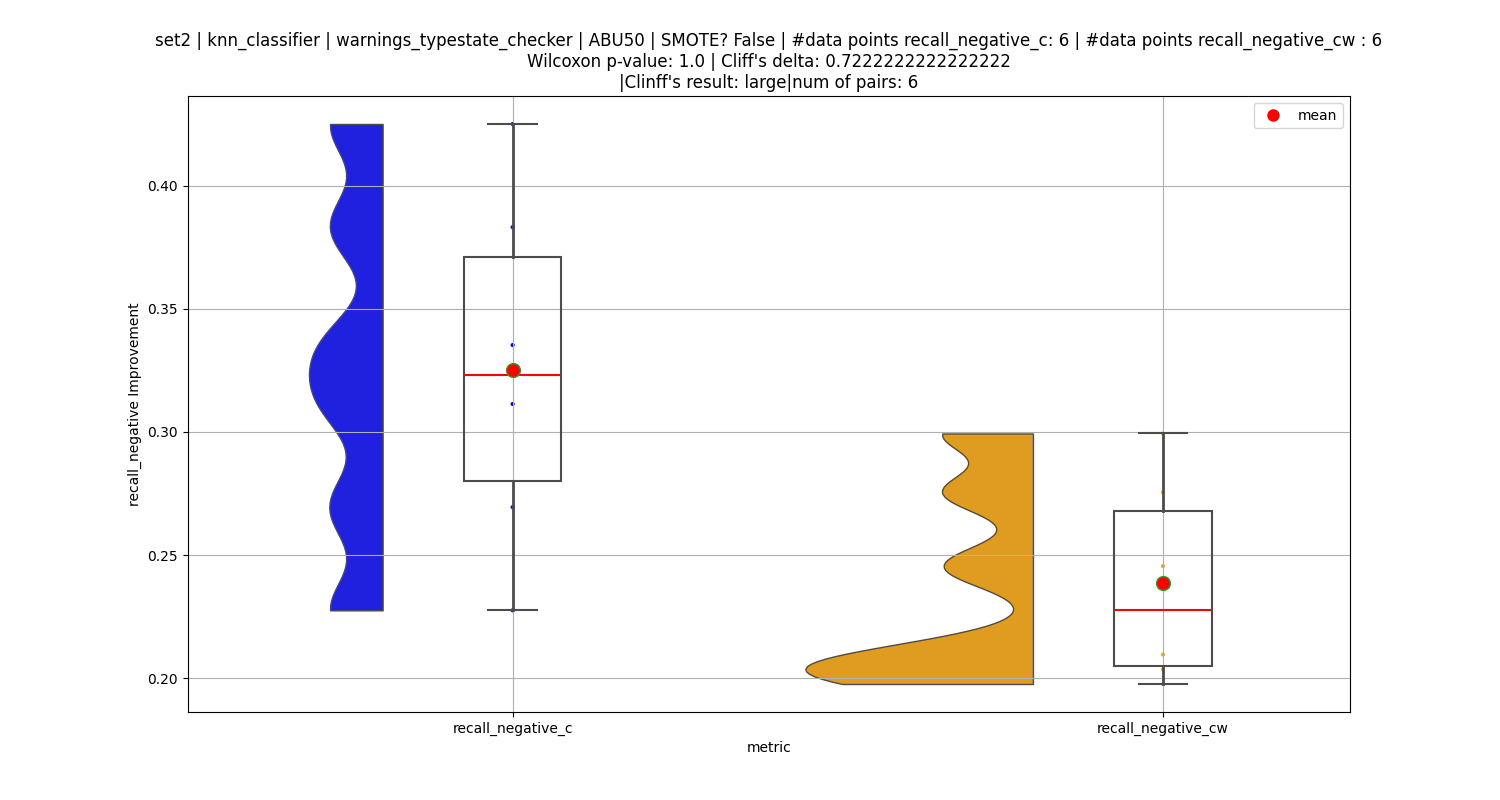 set2 | knn_classifier | warnings_typestate_checker | ABU50 | SMOTE? False | #data points recall_negative_c: 6 | #data points recall_negative_cw : 6
Wilcoxon p-value: 1.0 | Cliff's delta: 0.7222222222222222
|Clinff's result: large|num of pairs: 6
mean
0.40
0.35
0.30
0.25
0.20
recall_negative Improvement
recall_negative_c
recall_negative_cw
metric